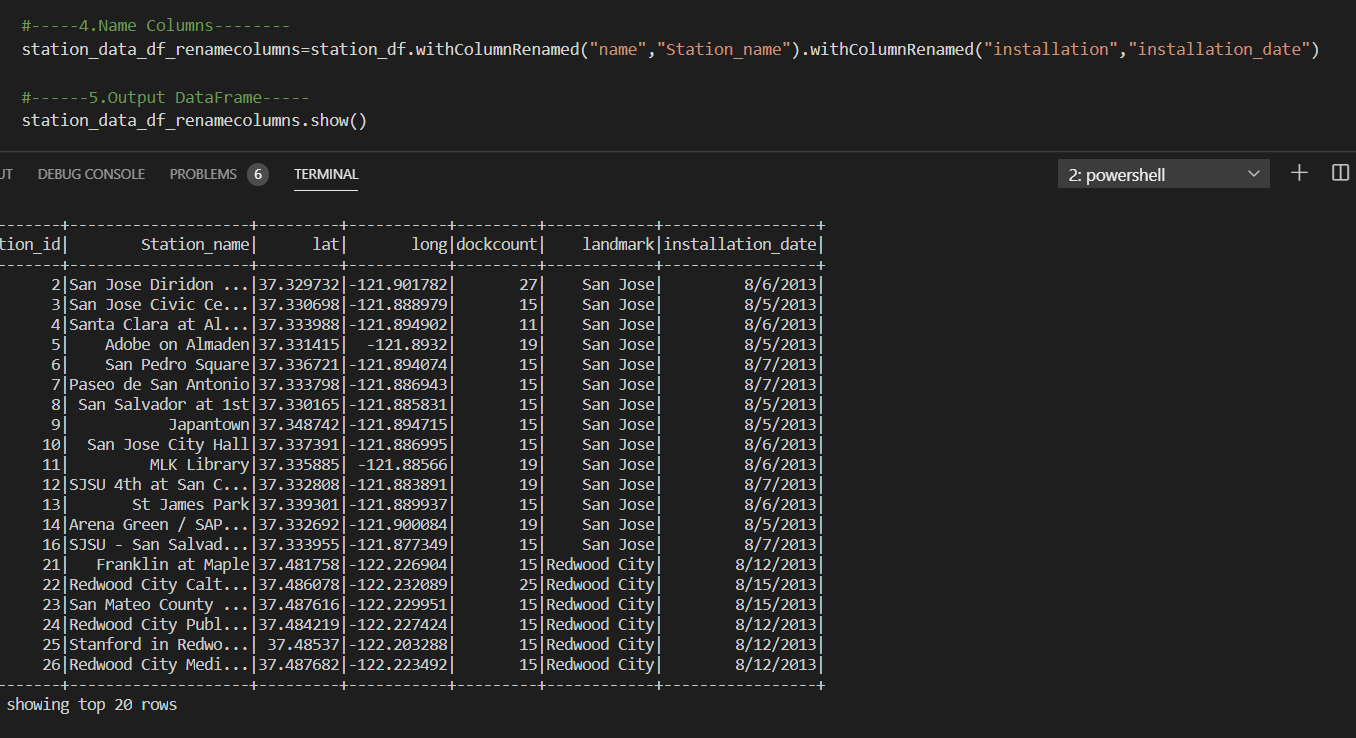 #-----4.Name Columns--------
station_data_df_renamecolumns=station_df.withColumnRenamed("name","Station_name").withColumnRenamed("installation","installation_date")
#------5.Output DataFrame-----
station_data_df_renamecolumns.show()
UT DEBUG CONSOLE PROBLEMS 6 TERMINAL 2: powershell
-------+--------------------+---------+-----------+---------+------------+-----------------+
tion_id|        Station_name|      lat|       long|dockcount|    landmark|installation_date|
-------+--------------------+---------+-----------+---------+------------+-----------------+
      2|San Jose Diridon ...|37.329732|-121.901782|       27|    San Jose|         8/6/2013|
      3|San Jose Civic Ce...|37.330698|-121.888979|       15|    San Jose|         8/5/2013|
      4|Santa Clara at Al...|37.333988|-121.894902|       11|    San Jose|         8/6/2013|
      5|    Adobe on Almaden|37.331415|  -121.8932|       19|    San Jose|         8/5/2013|
      6|    San Pedro Square|37.336721|-121.894074|       15|    San Jose|         8/7/2013|
      7|Paseo de San Antonio|37.333798|-121.886943|       15|    San Jose|         8/7/2013|
      8| San Salvador at 1st|37.330165|-121.885831|       15|    San Jose|         8/5/2013|
      9|           Japantown|37.348742|-121.894715|       15|    San Jose|         8/5/2013|
     10|  San Jose City Hall|37.337391|-121.886995|       15|    San Jose|         8/6/2013|
     11|         MLK Library|37.335885| -121.88566|       19|    San Jose|         8/6/2013|
     12|SJSU 4th at San C...|37.332808|-121.883891|       19|    San Jose|         8/7/2013|
     13|       St James Park|37.339301|-121.889937|       15|    San Jose|         8/6/2013|
     14|Arena Green / SAP...|37.332692|-121.900084|       19|    San Jose|         8/5/2013|
     16|SJSU - San Salvad...|37.333955|-121.877349|       15|    San Jose|         8/7/2013|
     21|   Franklin at Maple|37.481758|-122.226904|       15|Redwood City|        8/12/2013|
     22|Redwood City Calt...|37.486078|-122.232089|       25|Redwood City|        8/15/2013|
     23|San Mateo County ...|37.487616|-122.229951|       15|Redwood City|        8/15/2013|
     24|Redwood City Publ...|37.484219|-122.227424|       15|Redwood City|        8/12/2013|
     25|Stanford in Redwo...| 37.48537|-122.203288|       15|Redwood City|        8/12/2013|
     26|Redwood City Medi...|37.487682|-122.223492|       15|Redwood City|        8/12/2013|
-------+--------------------+---------+-----------+---------+------------+-----------------+
showing top 20 rows